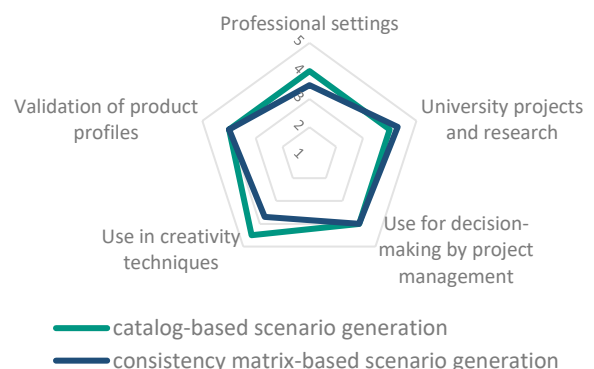 Professional settings
5
4
3
2
1
Validation of product
profiles
University projects
and research
Use in creativity
techniques
Use for decision-
making by project
management
catalog-based scenario generation
consistency matrix-based scenario generation